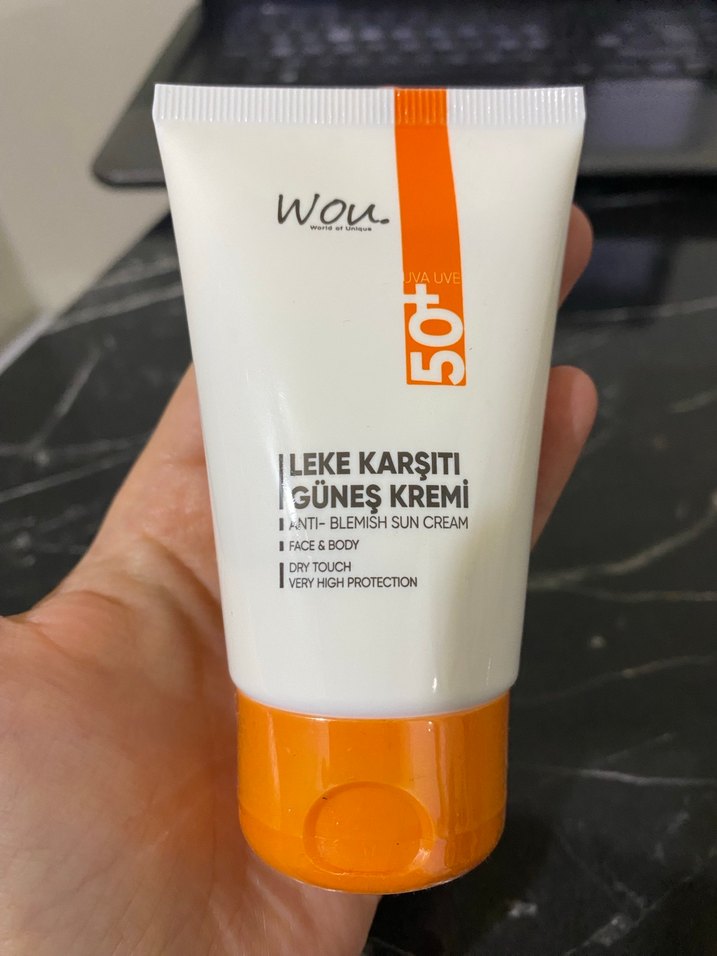 Wou.
World of Unique
UVA UVE
50+
LEKE KARŞITI
GÜNEŞ KREMİ
ANTI- BLEMISH SUN CREAM
FACE & BODY
DRY TOUCH
VERY HIGH PROTECTION